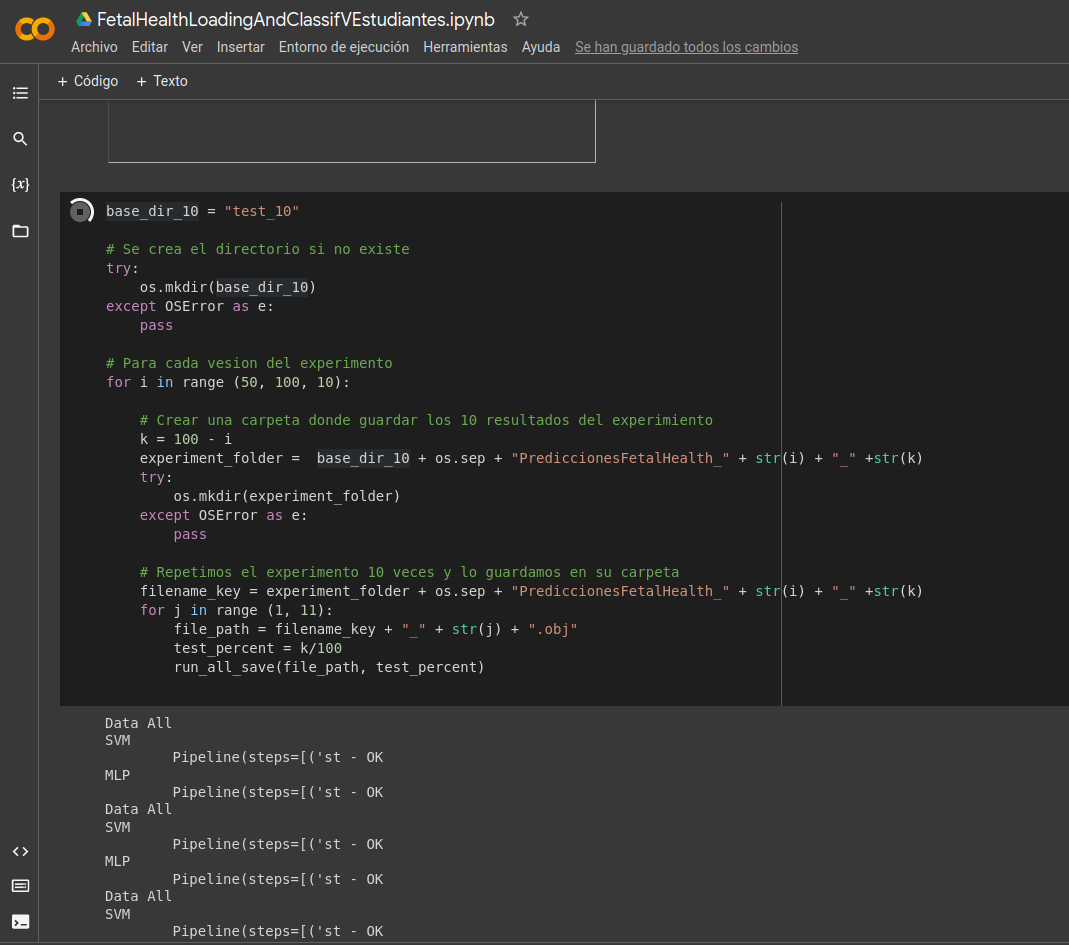 FetalHealthLoadingAndClassifVEstudiantes.ipynb
Archivo Editar Ver Insertar Entorno de ejecución Herramientas Ayuda Se han guardado todos los cambios
+ Código + Texto
{x}
base_dir_10 = "test_10"
# Se crea el directorio si no existe
try:
    os.mkdir(base_dir_10)
except OSError as e:
    pass
# Para cada vesion del experimento
for i in range (50, 100, 10):
    # Crear una carpeta donde guardar los 10 resultados del experimiento
    k = 100 - i
    experiment_folder =  base_dir_10 + os.sep + "PrediccionesFetalHealth_" + str(i) + "_" +str(k)
    try:
        os.mkdir(experiment_folder)
    except OSError as e:
        pass
    # Repetimos el experimento 10 veces y lo guardamos en su carpeta
    filename_key = experiment_folder + os.sep + "PrediccionesFetalHealth_" + str(i) + "_" +str(k)
    for j in range (1, 11):
        file_path = filename_key + "_" + str(j) + ".obj"
        test_percent = k/100
        run_all_save(file_path, test_percent)
Data All
SVM
        Pipeline(steps=[('st - OK
MLP
        Pipeline(steps=[('st - OK
Data All
SVM
        Pipeline(steps=[('st - OK
MLP
        Pipeline(steps=[('st - OK
Data All
SVM
        Pipeline(steps=[('st - OK